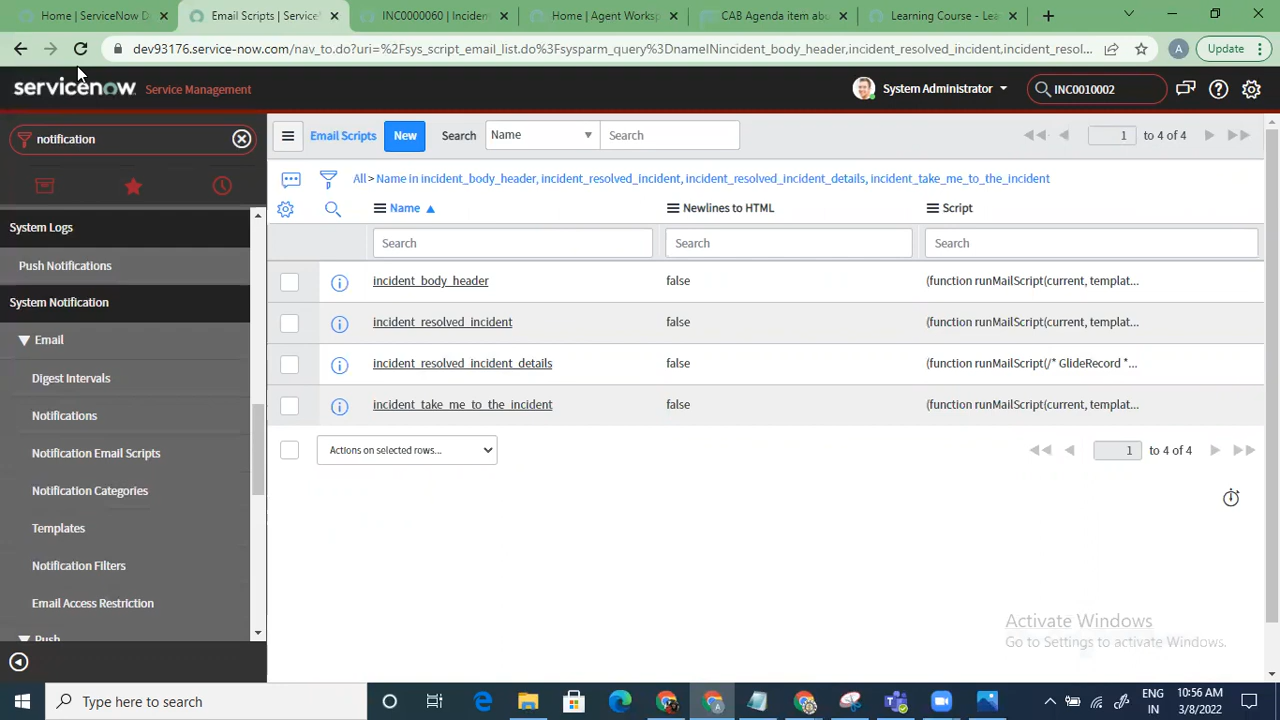 Home | ServiceNow D
Email Scripts | Service
INC0000060 | Inciden
Home | Agent Worksp
CAB Agenda item abu
Learning Course - Lea
dev93176.service-now.com/nav_to.do?uri=%2Fsys_script_email_list.do%3Fsysparm_query%3DnameINincident_body_header,incident_resolved_incident,incident_resol...
A
Update
servicenow Service Management
System Administrator
INC0010002
notification
Email Scripts
New
Search
Name
Search
1 to 4 of 4
All > Name in incident_body_header, incident_resolved_incident, incident_resolved_incident_details, incident_take_me_to_the_incident
System Logs
Push Notifications
System Notification
Email
Digest Intervals
Notifications
Notification Email Scripts
Notification Categories
Templates
Notification Filters
Email Access Restriction
Push
Name
Newlines to HTML
Script
Search
Search
Search
incident_body_header false (function runMailScript(current, templat...
incident_resolved_incident false (function runMailScript(current, templat...
incident_resolved_incident_details false (function runMailScript(/* GlideRecord *...
incident_take_me_to_the_incident false (function runMailScript(current, templat...
Actions on selected rows...
1 to 4 of 4
Activate Windows
Go to Settings to activate Windows.
Type here to search
ENG
IN
10:56 AM
3/8/2022